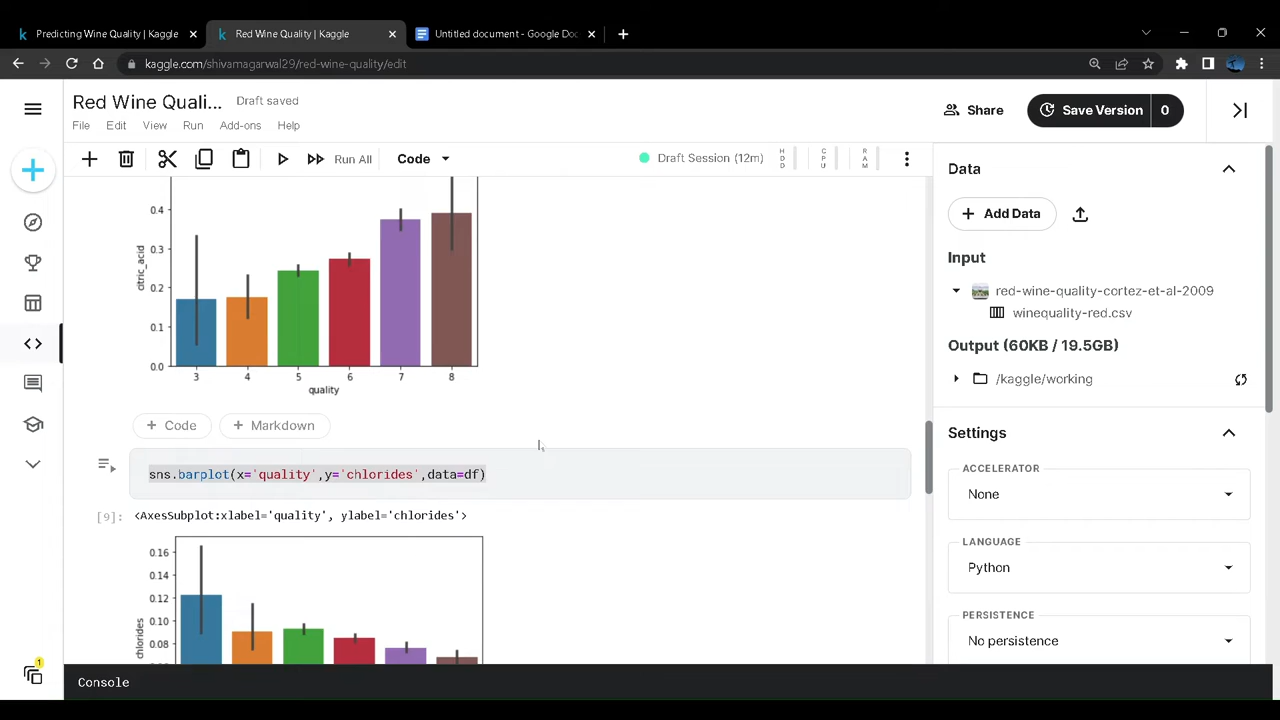 Predicting Wine Quality | Kaggle
Red Wine Quality | Kaggle
Untitled document - Google Doc
kaggle.com/shivamagarwal29/red-wine-quality/edit
Red Wine Quali...
Draft saved
File Edit View Run Add-ons Help
Share
Save Version 0
Run All
Code
Draft Session (12m)
HDD
CPU
RAM
Data
Add Data
Input
red-wine-quality-cortez-et-al-2009
winequality-red.csv
Output (60KB / 19.5GB)
/kaggle/working
Settings
ACCELERATOR
None
LANGUAGE
Python
PERSISTENCE
No persistence
0.4
0.3
0.2
0.1
0.0
citric_acid
3 4 5 6 7 8
quality
+ Code
+ Markdown
sns.barplot(x='quality',y='chlorides',data=df)
[9]:
<AxesSubplot:xlabel='quality', ylabel='chlorides'>
0.16
0.14
0.12
0.10
0.08
chlorides
1
Console